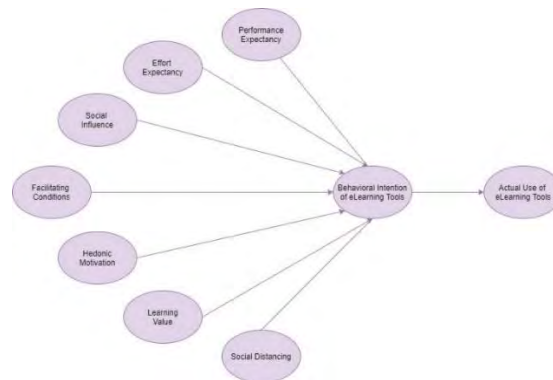 Performance
Expectancy
Effort
Expectancy
Social
Influence
Facilitating
Conditions
Behavioral Intention
of eLearning Tools
Actual Use of
eLearning Tools
Hedonic
Motivation
Learning
Value
Social Distancing